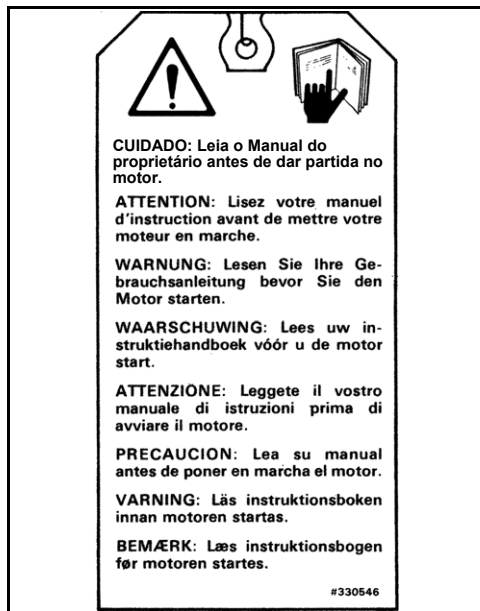 CUIDADO: Leia o Manual do
proprietário antes de dar partida no
motor.
ATTENTION: Lisez votre manuel
d'instruction avant de mettre votre
moteur en marche.
WARNUNG: Lesen Sie Ihre Ge-
brauchsanleitung bevor Sie den
Motor starten.
WAARSCHUWING: Lees uw in-
struktiehandboek vóór u de motor
start.
ATTENZIONE: Leggete il vostro
manuale di istruzioni prima di
avviare il motore.
PRECAUCION: Lea su manual
antes de poner en marcha el motor.
VARNING: Läs instruktionsboken
innan motoren startas.
BEMÆRK: Læs instruktionsbogen
før motoren startes.
#330546